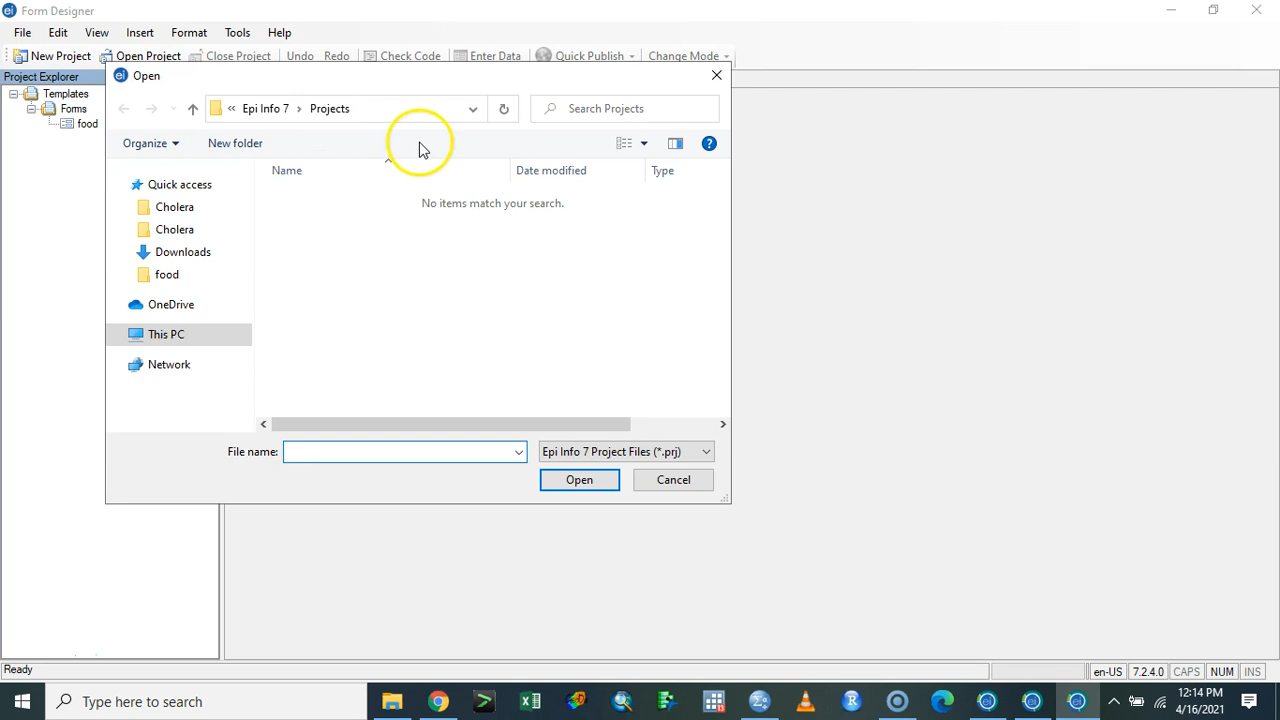 Form Designer
File Edit View Insert Format Tools Help
New Project Open Project Close Project Undo Redo Check Code Enter Data Quick Publish Change Mode
Project Explorer
Templates
Forms
food
Open
« Epi Info 7 > Projects
Search Projects
Organize New folder
Name Date modified Type
No items match your search.
Quick access
Cholera
Cholera
Downloads
food
OneDrive
This PC
Network
File name: Epi Info 7 Project Files (*.prj)
Open Cancel
Ready en-US 7.2.4.0 CAPS NUM INS
Type here to search
12:14 PM
4/16/2021